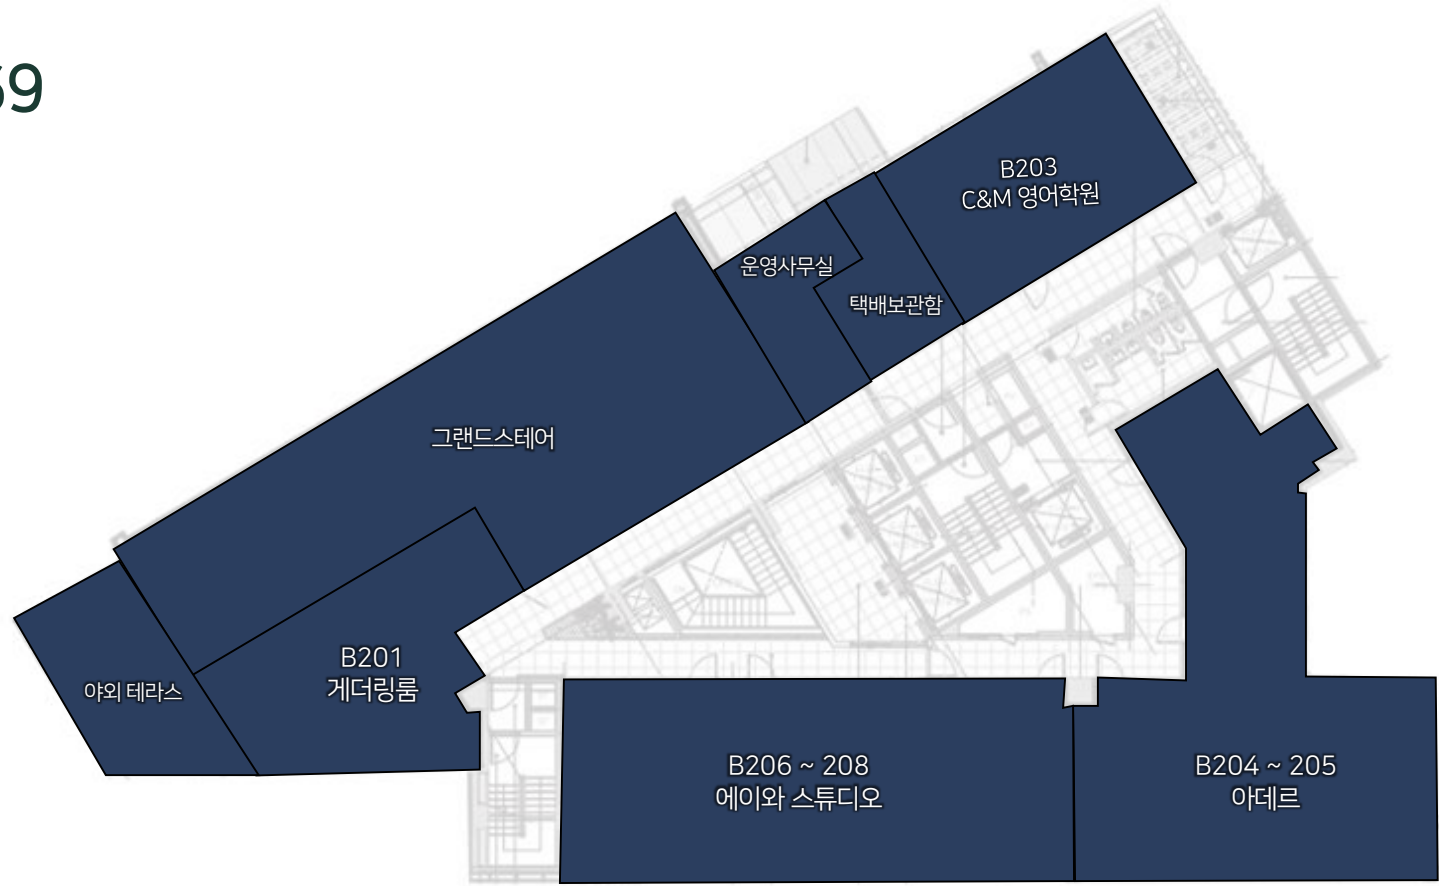 69
B203
C&M 영어학원
운영사무실
택배보관함
그랜드스테어
B201
게더링룸
야외 테라스
B206 ~ 208
에이와 스튜디오
B204 ~ 205
아데르